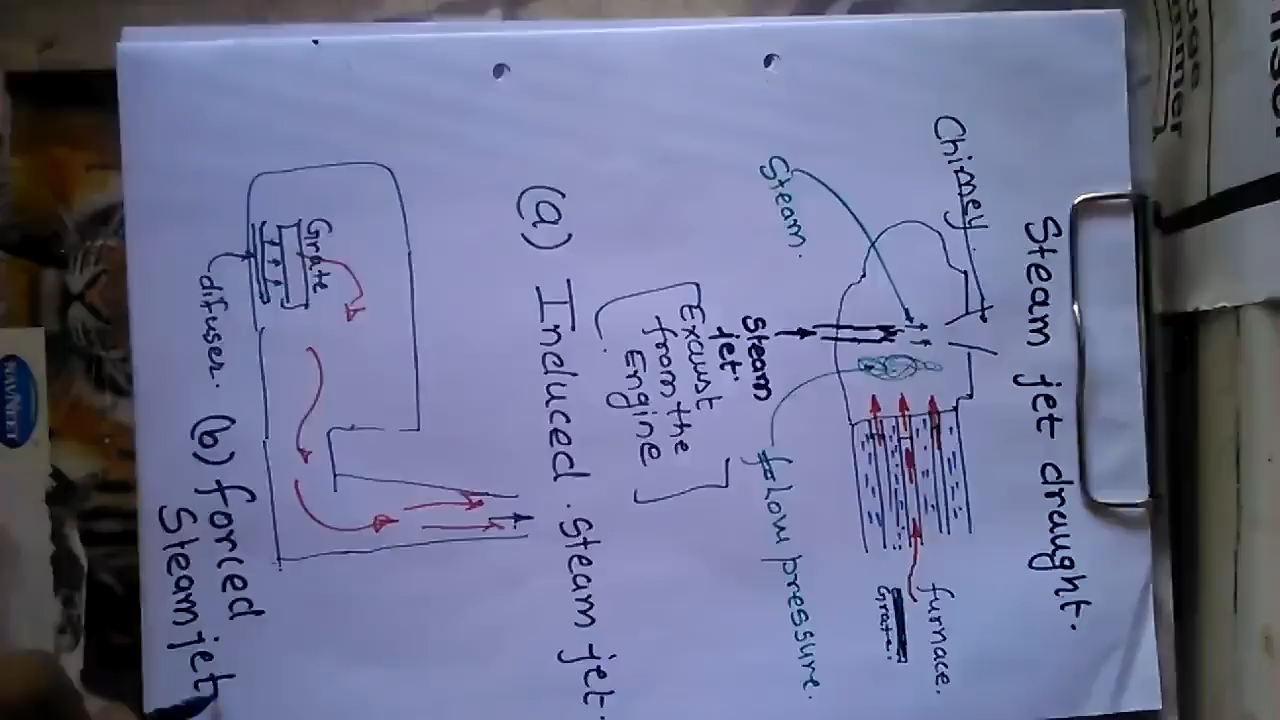 Steam jet draught.
Chimney
furnace.
Grate.
Steam.
Steam
jet.
low pressure.
[Exaust
from the
Engine]
(a) Induced . Steam jet.
Grate
difuser.
(b) forced
Steam jet
NAVNEET